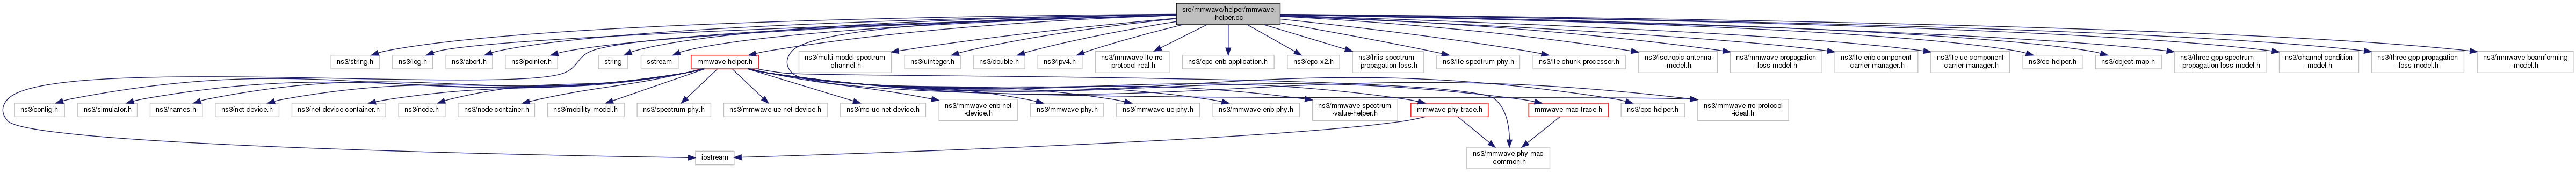 src/mmwave/helper/mmwave
-helper.cc
ns3/string.h
ns3/log.h
ns3/abort.h
ns3/pointer.h
string
sstream
mmwave-helper.h
ns3/multi-model-spectrum
-channel.h
ns3/uinteger.h
ns3/double.h
ns3/ipv4.h
ns3/mmwave-lte-rrc
-protocol-real.h
ns3/epc-enb-application.h
ns3/epc-x2.h
ns3/friis-spectrum
-propagation-loss.h
ns3/lte-spectrum-phy.h
ns3/lte-chunk-processor.h
ns3/isotropic-antenna
-model.h
ns3/mmwave-propagation
-loss-model.h
ns3/lte-enb-component
-carrier-manager.h
ns3/lte-ue-component
-carrier-manager.h
ns3/cc-helper.h
ns3/object-map.h
ns3/three-gpp-spectrum
-propagation-loss-model.h
ns3/channel-condition
-model.h
ns3/three-gpp-propagation
-loss-model.h
ns3/mmwave-beamforming
-model.h
ns3/config.h
ns3/simulator.h
ns3/names.h
ns3/net-device.h
ns3/net-device-container.h
ns3/node.h
ns3/node-container.h
ns3/mobility-model.h
ns3/spectrum-phy.h
ns3/mmwave-ue-net-device.h
ns3/mc-ue-net-device.h
ns3/mmwave-enb-net
-device.h
ns3/mmwave-phy.h
ns3/mmwave-ue-phy.h
ns3/mmwave-enb-phy.h
ns3/mmwave-spectrum
-value-helper.h
mmwave-phy-trace.h
mmwave-mac-trace.h
ns3/epc-helper.h
ns3/mmwave-rrc-protocol
-ideal.h
iostream
ns3/mmwave-phy-mac
-common.h